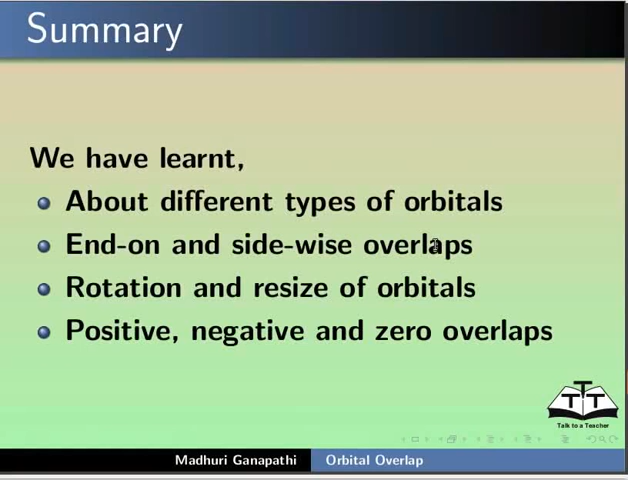 Summary
We have learnt,
About different types of orbitals
End-on and side-wise overlaps
Rotation and resize of orbitals
Positive, negative and zero overlaps
T
T T
Talk to a Teacher
Madhuri Ganapathi Orbital Overlap